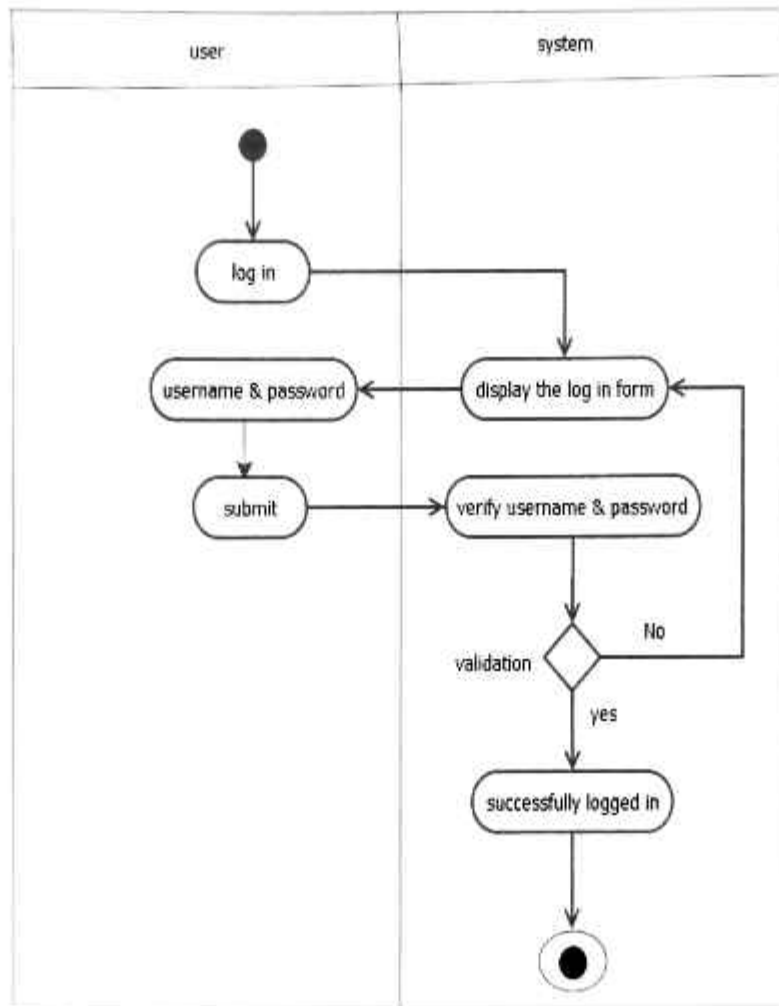 user
system
log in
username & password
display the log in form
submit
verify username & password
validation
No
yes
successfully logged in